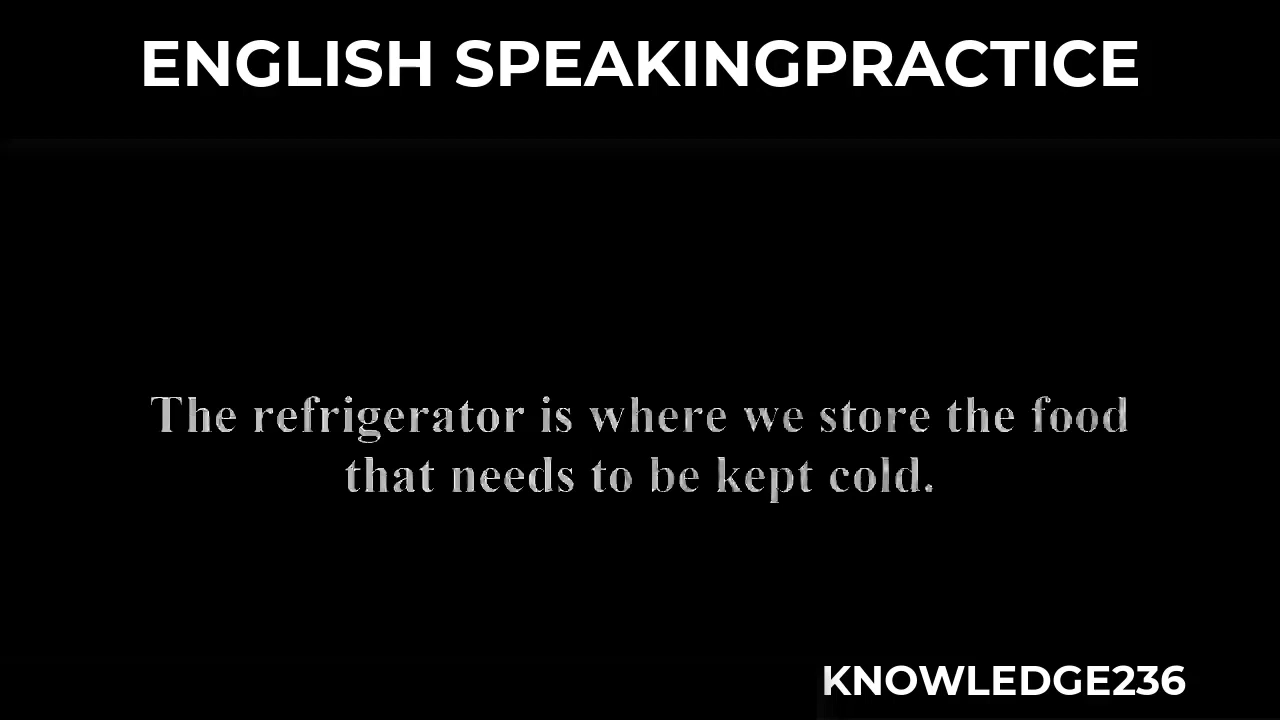 ENGLISH SPEAKINGPRACTICE
The refrigerator is where we store the food
that needs to be kept cold.
KNOWLEDGE236